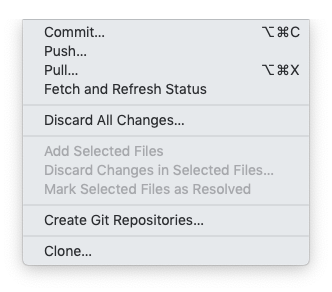 Commit... ⌥⌘C
Push...
Pull... ⌥⌘X
Fetch and Refresh Status
Discard All Changes...
Add Selected Files
Discard Changes in Selected Files...
Mark Selected Files as Resolved
Create Git Repositories...
Clone...